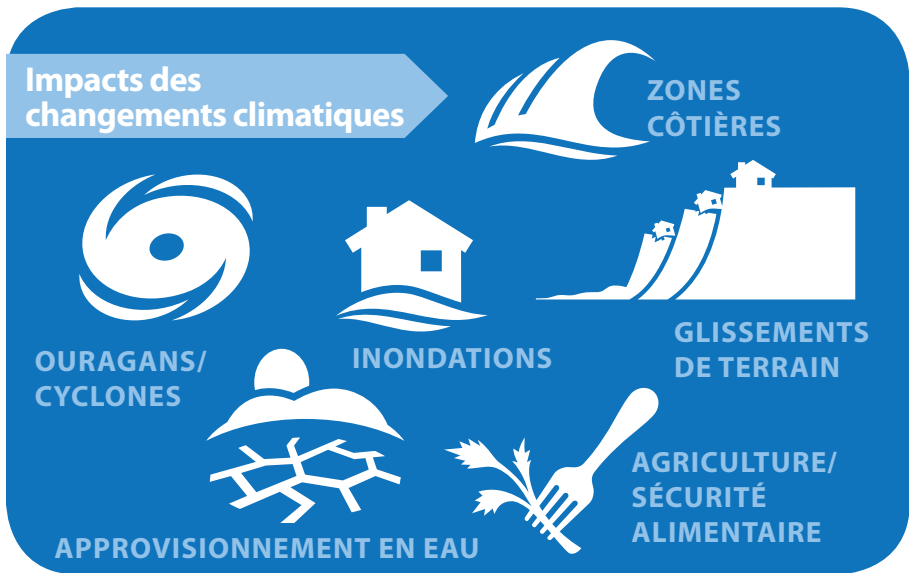 Impacts des
changements climatiques
ZONES
CÔTIÈRES
OURAGANS/
CYCLONES
INONDATIONS
GLISSEMENTS
DE TERRAIN
APPROVISIONNEMENT EN EAU
AGRICULTURE/
SÉCURITÉ
ALIMENTAIRE